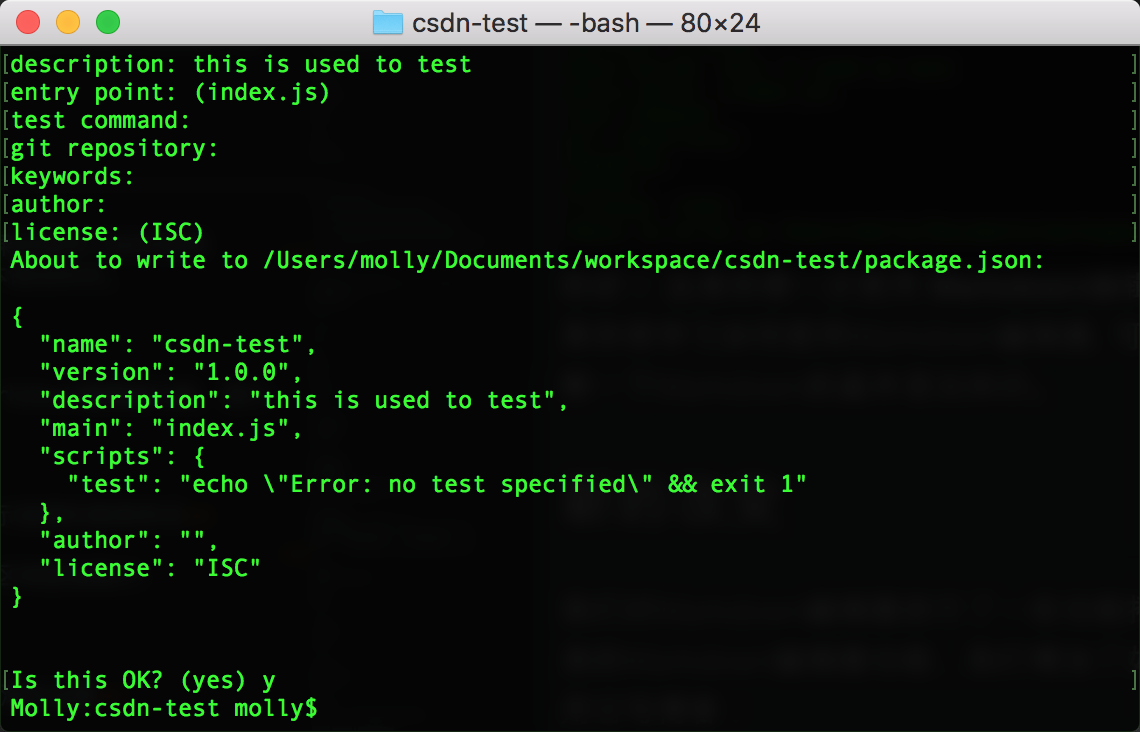 csdn-test — -bash — 80×24
[description: this is used to test ]
[entry point: (index.js) ]
[test command: ]
[git repository: ]
[keywords: ]
[author: ]
[license: (ISC) ]
About to write to /Users/molly/Documents/workspace/csdn-test/package.json:
{
  "name": "csdn-test",
  "version": "1.0.0",
  "description": "this is used to test",
  "main": "index.js",
  "scripts": {
    "test": "echo \"Error: no test specified\" && exit 1"
  },
  "author": "",
  "license": "ISC"
}
[Is this OK? (yes) y ]
Molly:csdn-test molly$